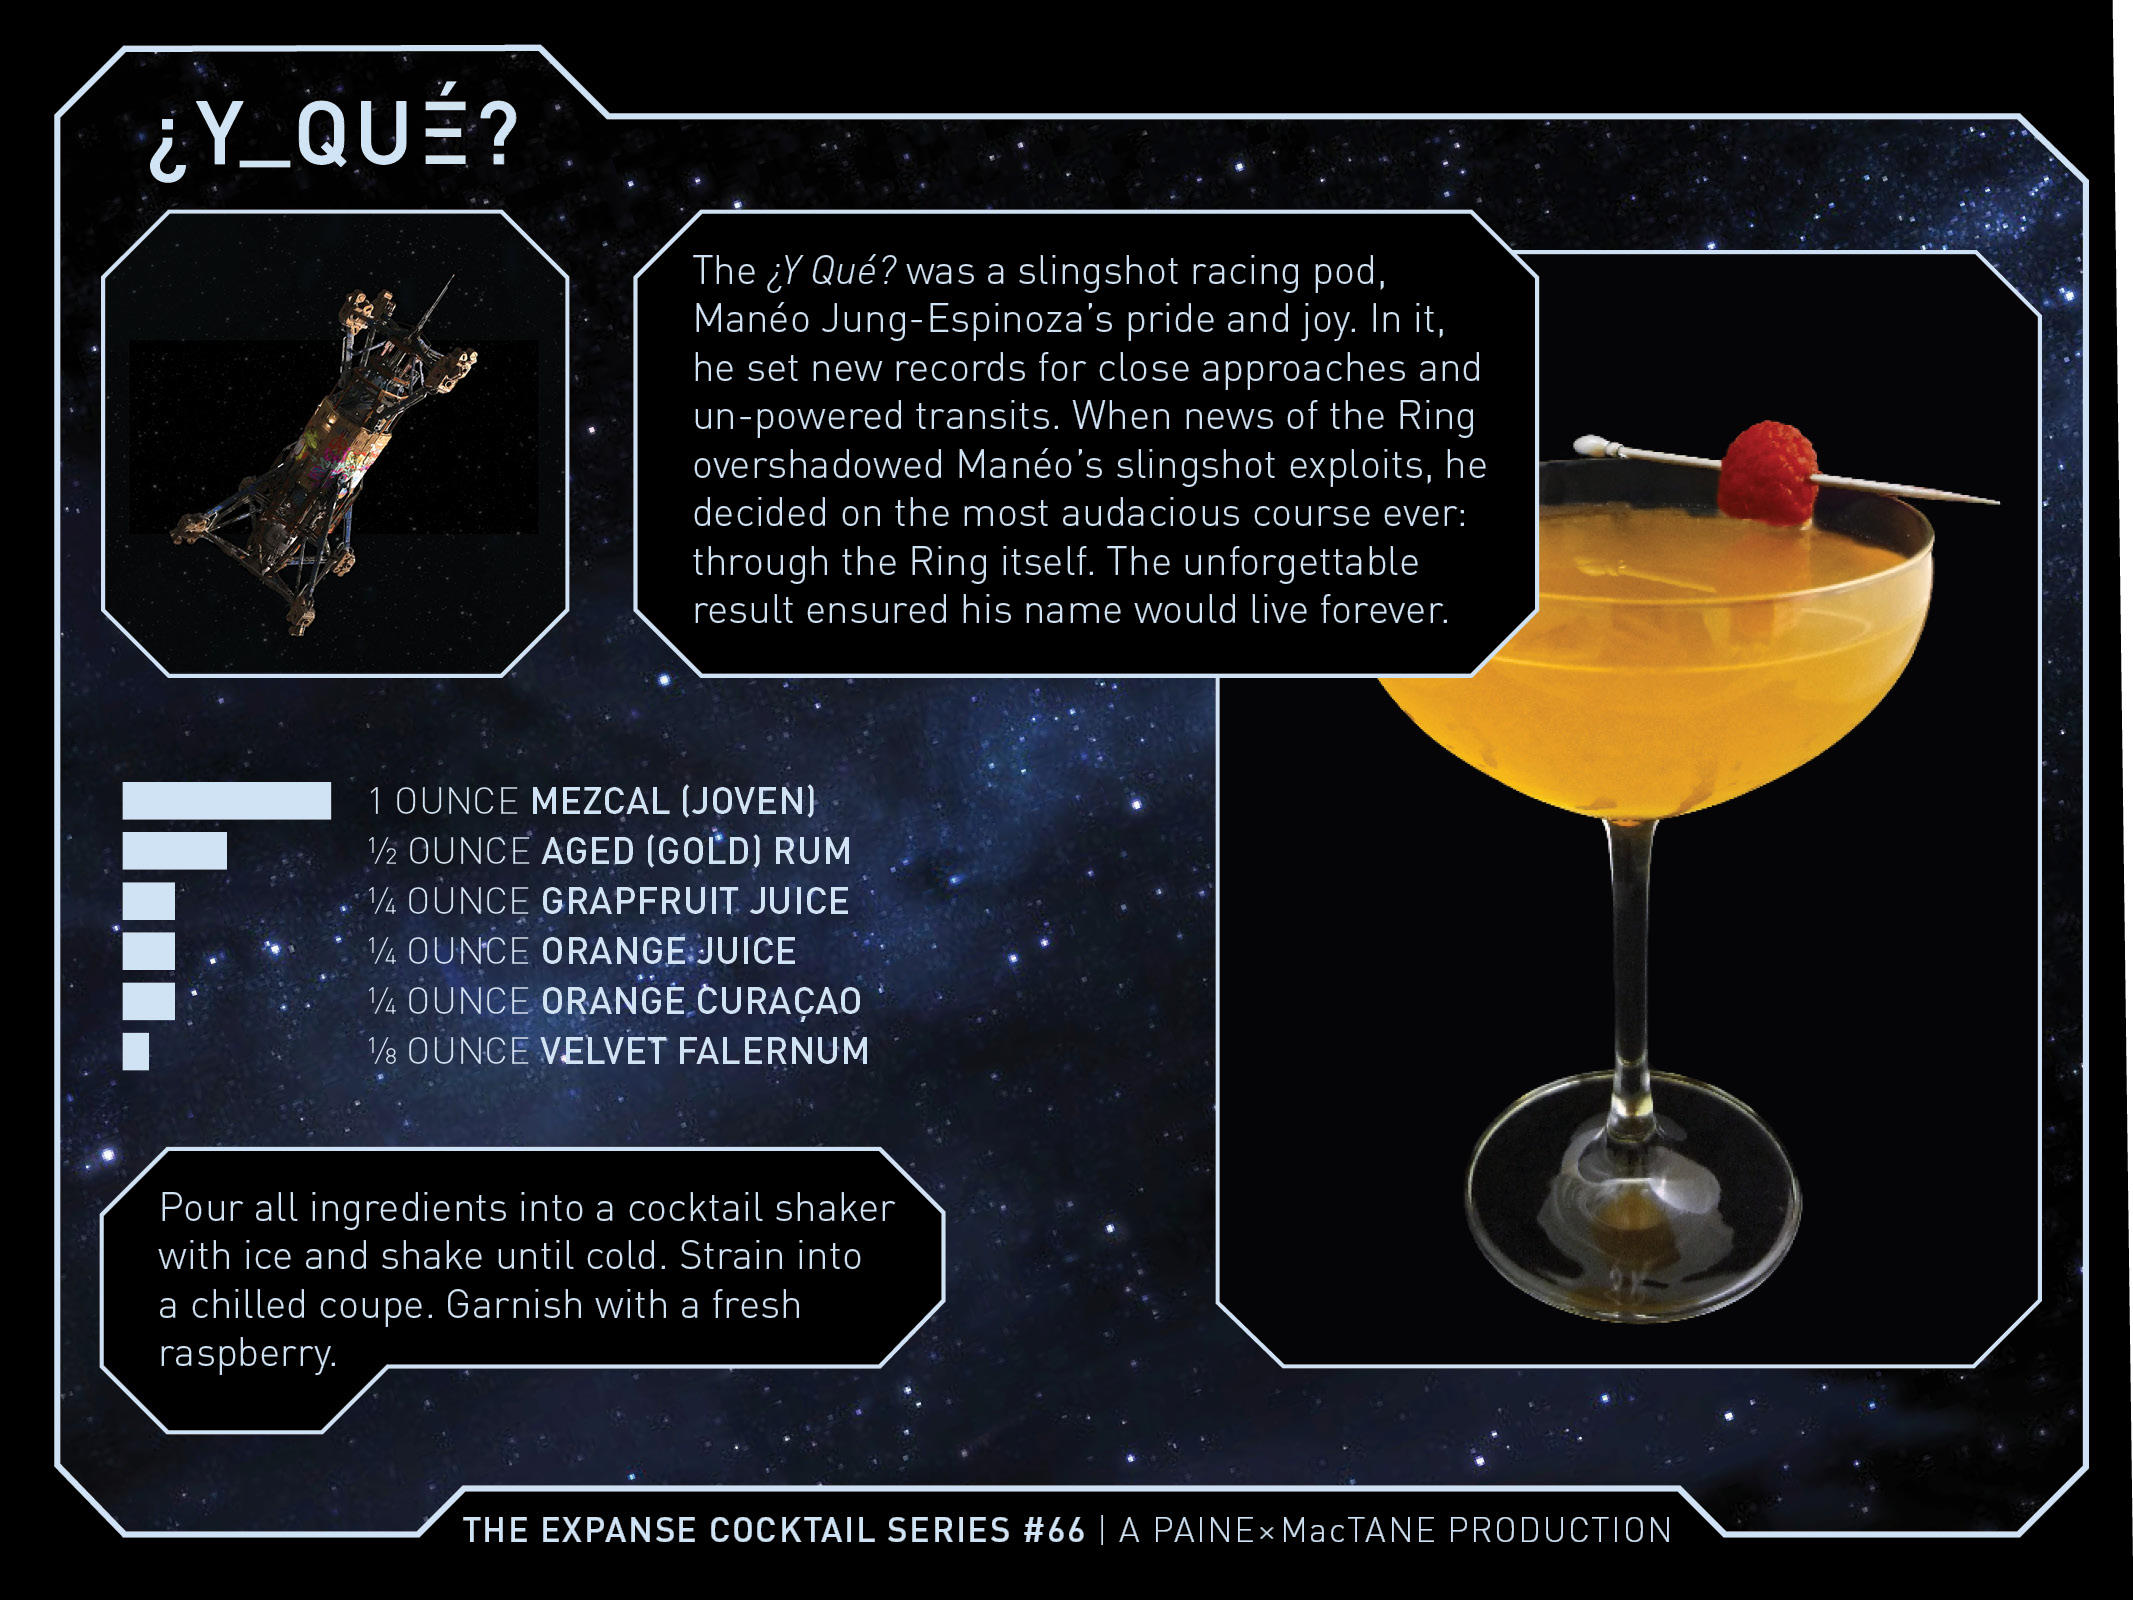 ¿Y_QUÉ?
The ¿Y Qué? was a slingshot racing pod,
Manéo Jung-Espinoza’s pride and joy. In it,
he set new records for close approaches and
un-powered transits. When news of the Ring
overshadowed Manéo’s slingshot exploits, he
decided on the most audacious course ever:
through the Ring itself. The unforgettable
result ensured his name would live forever.
1 OUNCE MEZCAL (JOVEN)
½ OUNCE AGED (GOLD) RUM
¼ OUNCE GRAPFRUIT JUICE
¼ OUNCE ORANGE JUICE
¼ OUNCE ORANGE CURAÇAO
⅛ OUNCE VELVET FALERNUM
Pour all ingredients into a cocktail shaker
with ice and shake until cold. Strain into
a chilled coupe. Garnish with a fresh
raspberry.
THE EXPANSE COCKTAIL SERIES #66 | A PAINE×MacTANE PRODUCTION